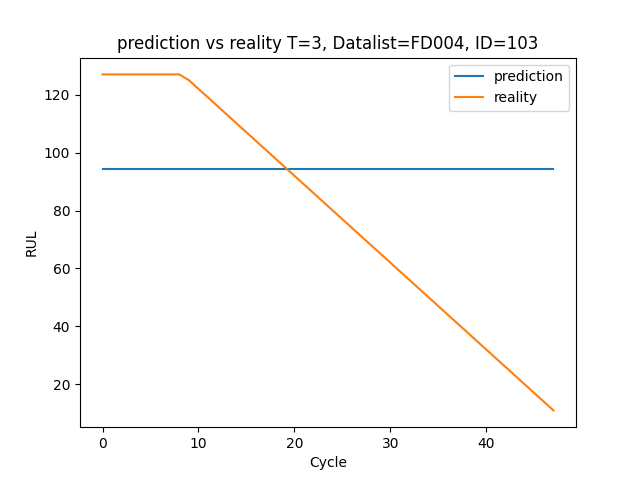 prediction vs reality T=3, Datalist=FD004, ID=103
prediction
reality
120
100
80
60
40
20
RUL
0 10 20 30 40
Cycle